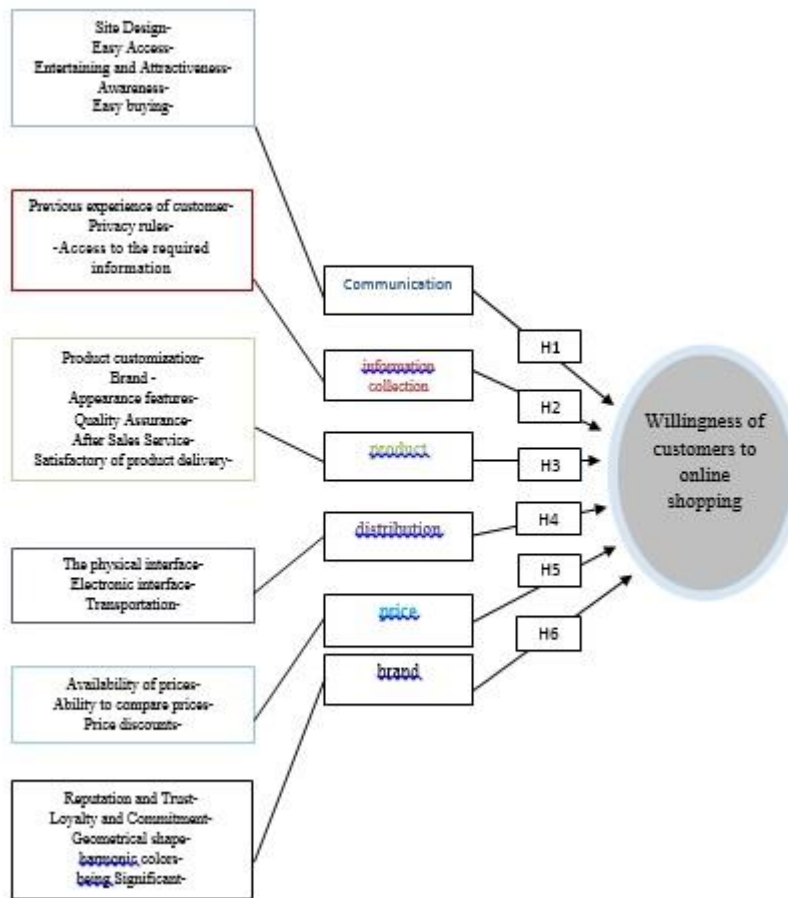 Site Design-
Easy Access-
Entertaining and Attractiveness-
Awareness-
Easy buying-
Previous experience of customer-
Privacy rules-
-Access to the required
information
Product customization-
Brand -
Appearance features-
Quality Assurance-
After Sales Service-
Satisfactory of product delivery-
The physical interface-
Electronic interface-
Transportation-
Availability of prices-
Ability to compare prices-
Price discounts-
Reputation and Trust-
Loyalty and Commitment-
Geometrical shape-
harmonic colors-
being Significant-
Communication
information
collection
product
distribution
price
brand
H1
H2
H3
H4
H5
H6
Willingness of
customers to
online
shopping